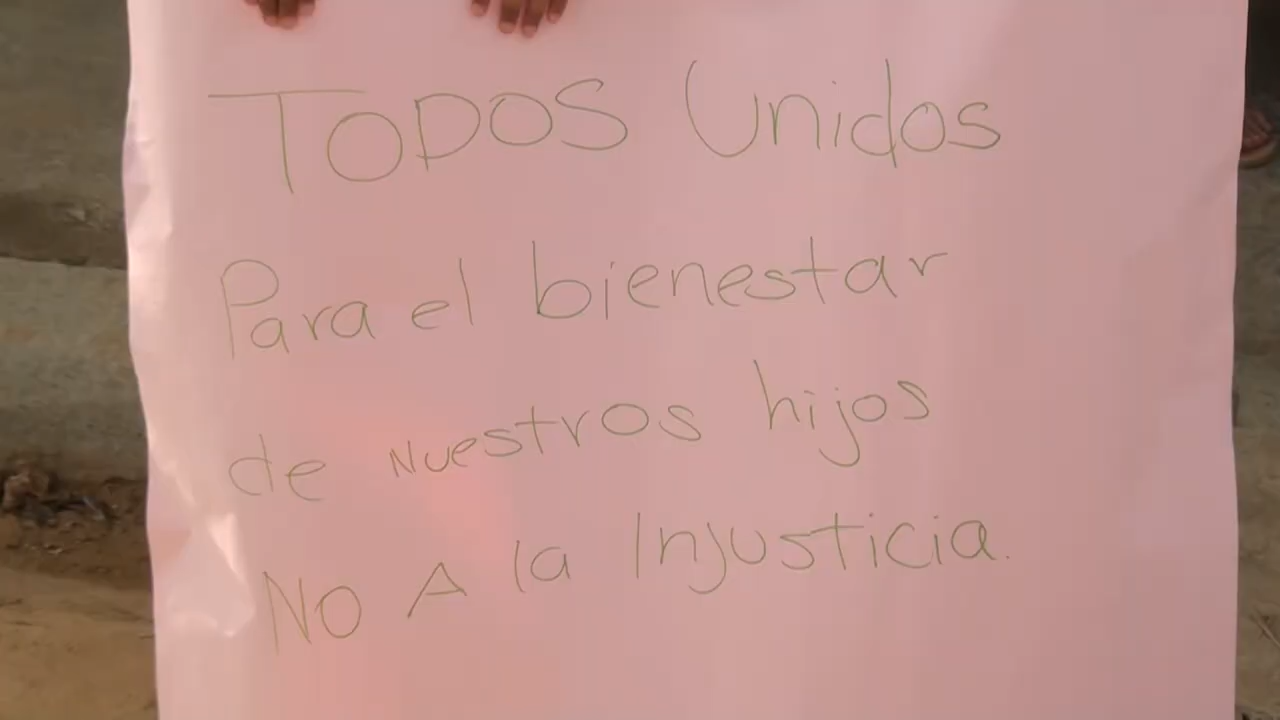 TODOS Unidos
Para el bienestar
de Nuestros hijos
NO A la Injusticia.